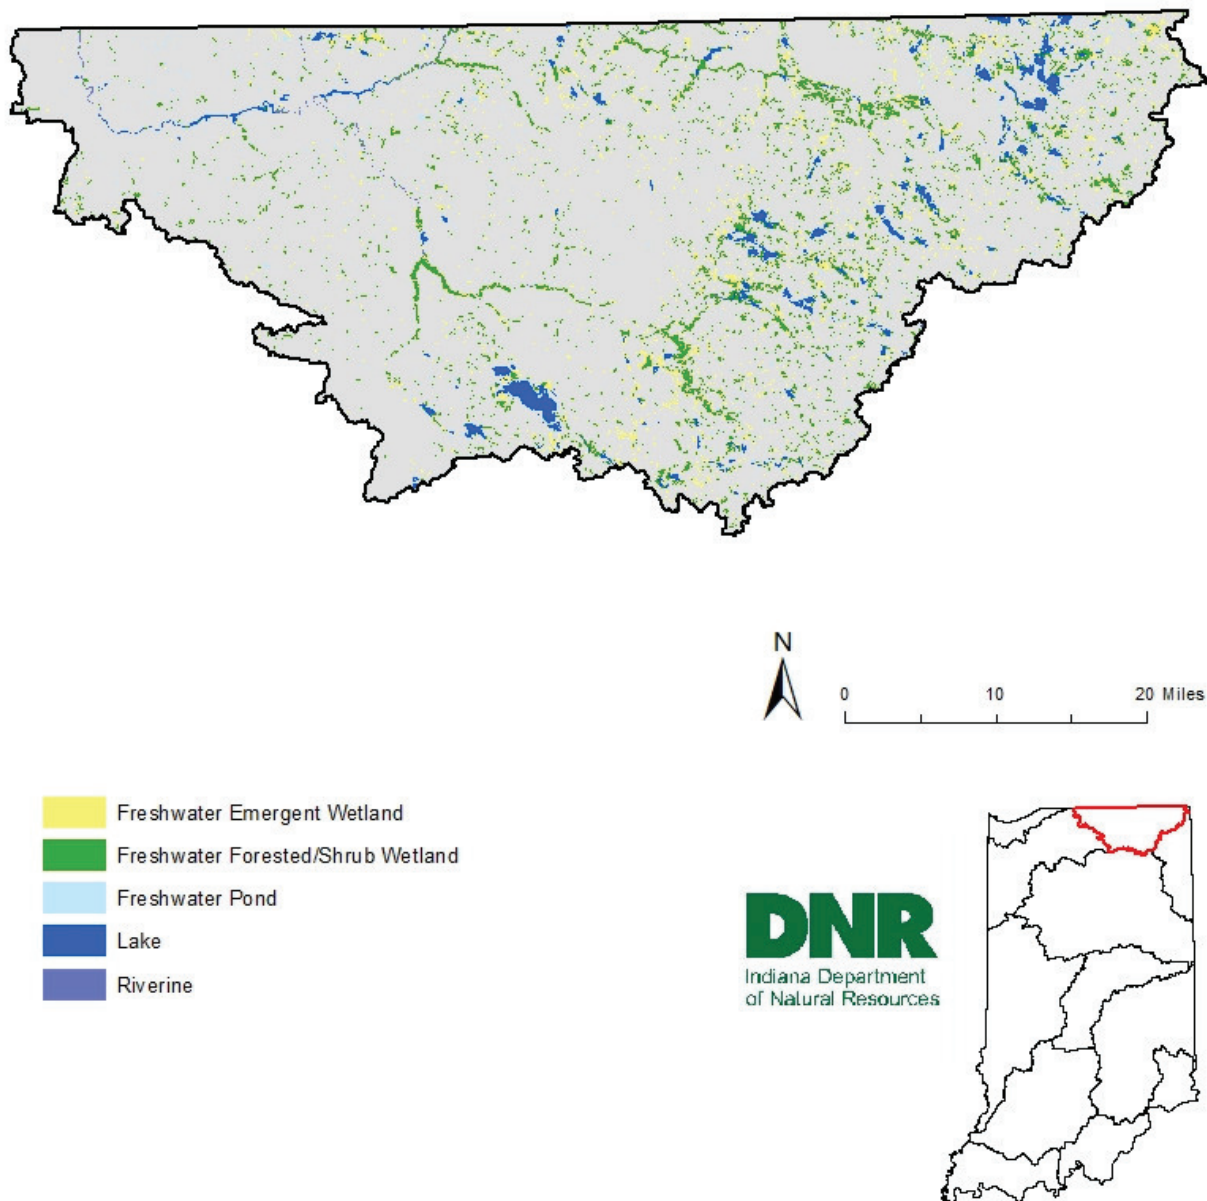 N
0 10 20 Miles
Freshwater Emergent Wetland
Freshwater Forested/Shrub Wetland
Freshwater Pond
Lake
Riverine
DNR
Indiana Department
of Natural Resources